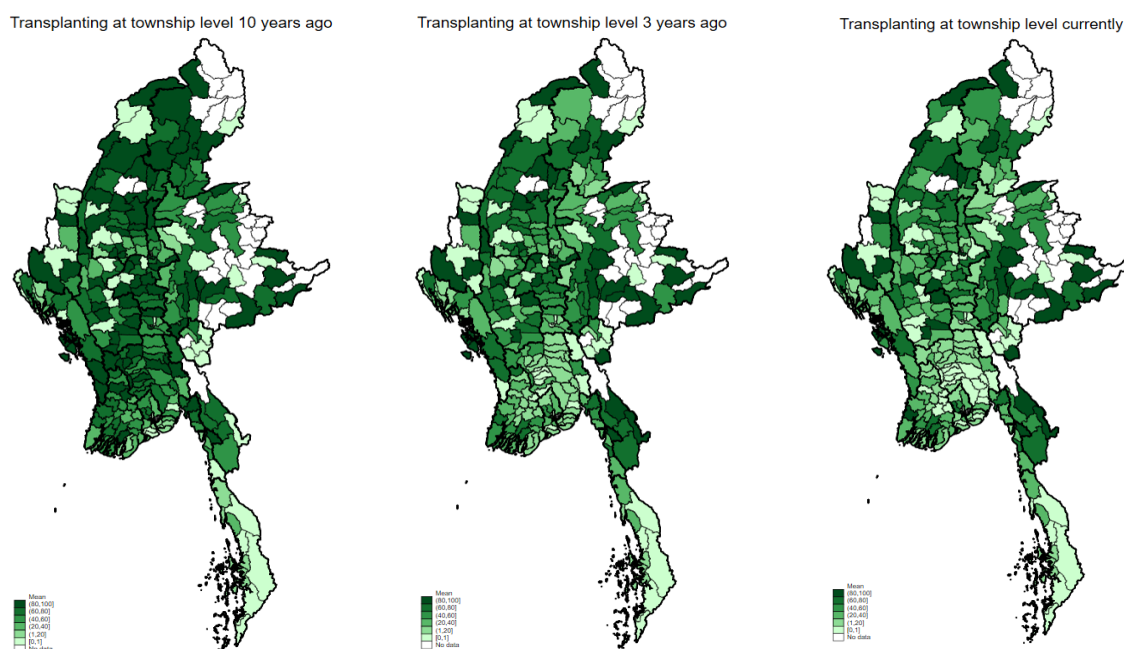 Transplanting at township level 10 years ago
Transplanting at township level 3 years ago
Transplanting at township level currently
Mean
(80,100]
(60,80]
(40,60]
(20,40]
(1,20]
[0,1]
No data
Mean
(80,100]
(60,80]
(40,60]
(20,40]
(1,20]
[0,1]
No data
Mean
(80,100]
(60,80]
(40,60]
(20,40]
(1,20]
[0,1]
No data